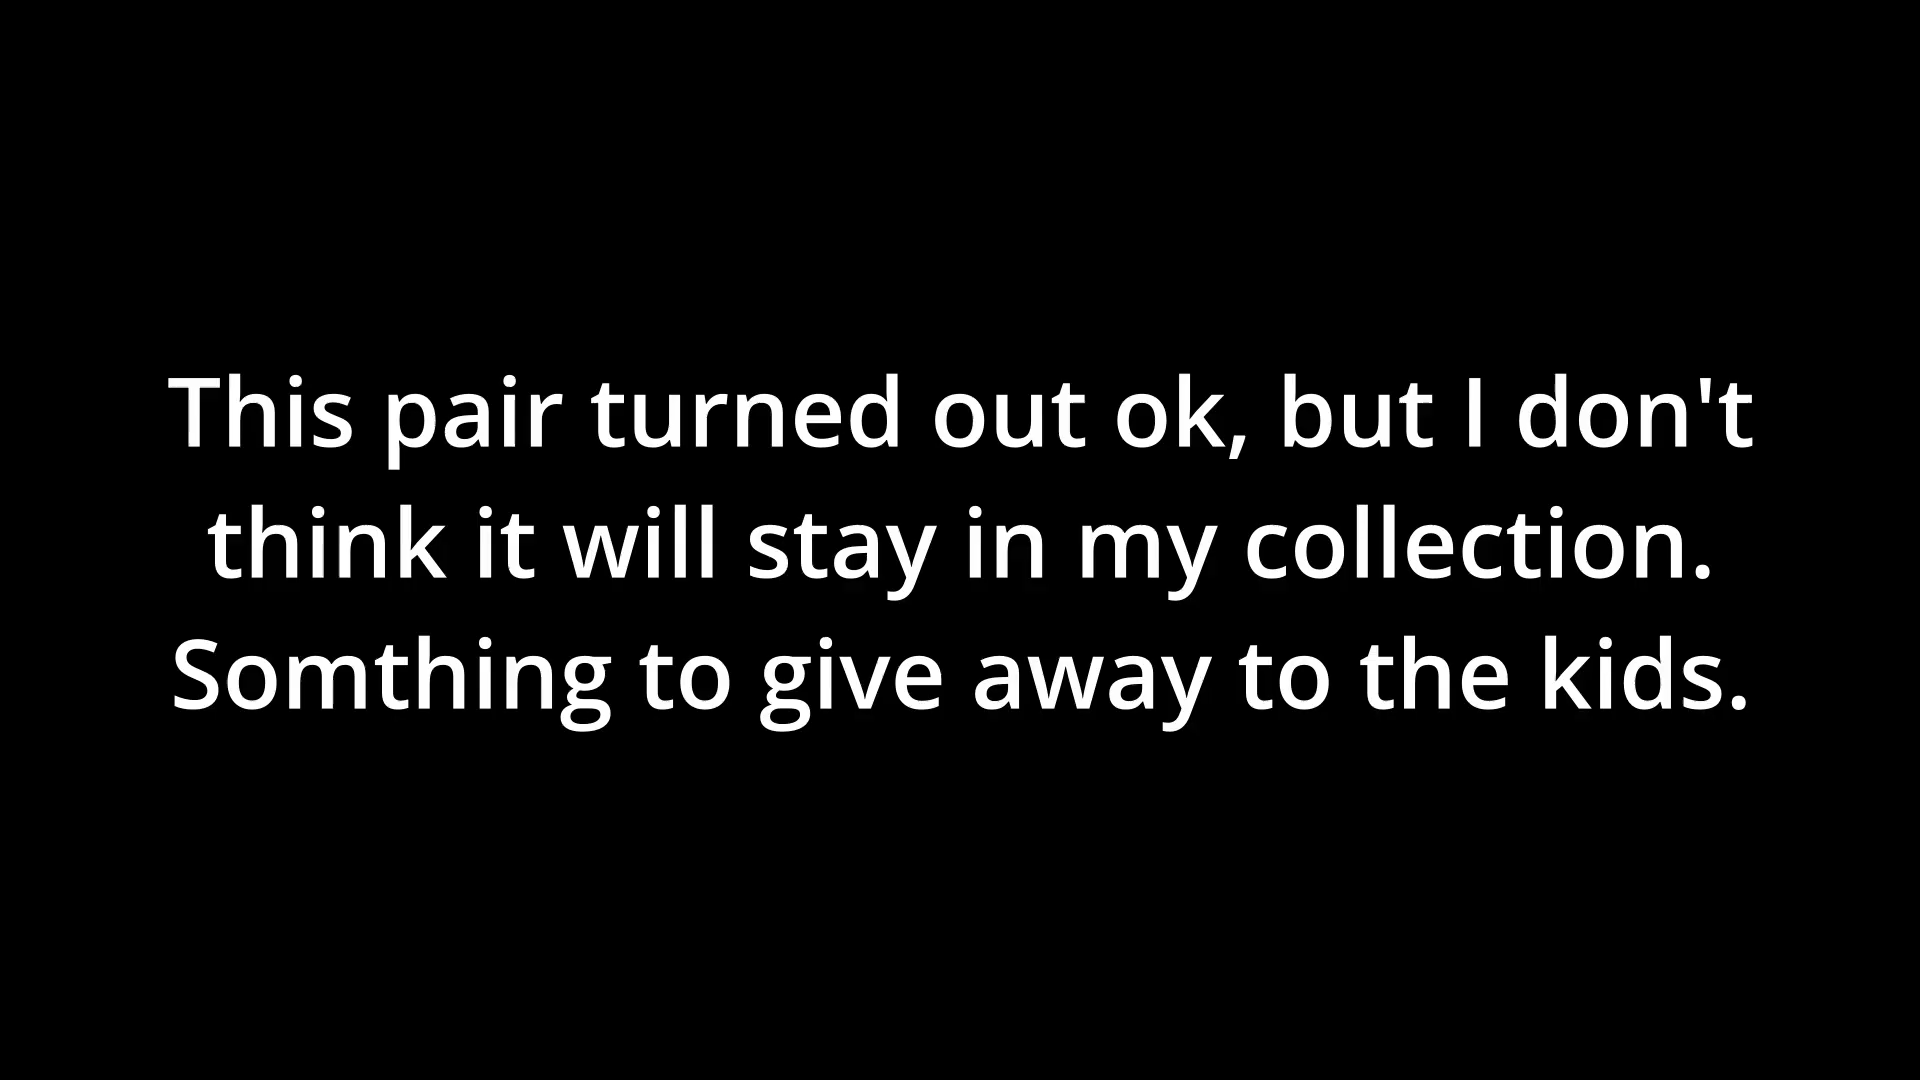 This pair turned out ok, but I don't
think it will stay in my collection.
Somthing to give away to the kids.